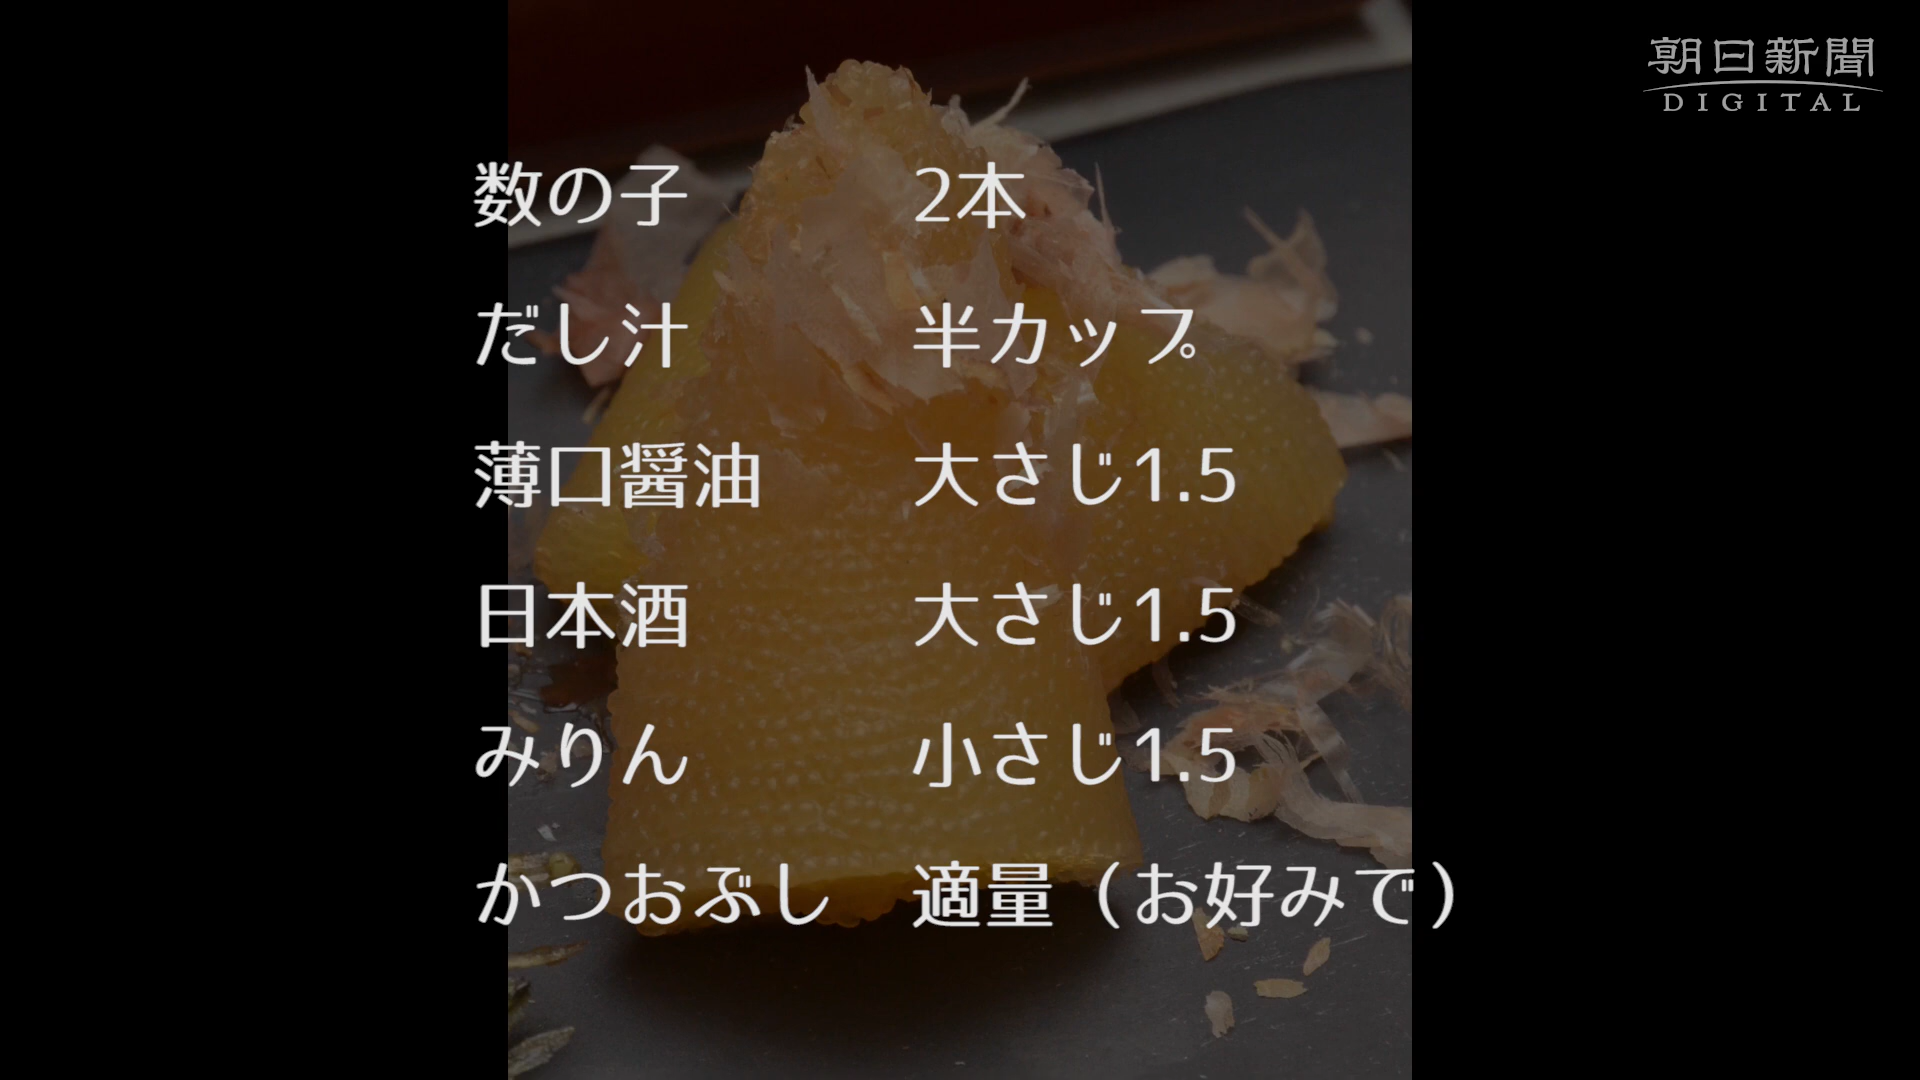 朝日新聞
DIGITAL
数の子 2本
だし汁 半カップ
薄口醤油 大さじ1.5
日本酒 大さじ1.5
みりん 小さじ1.5
かつおぶし 適量（お好みで）